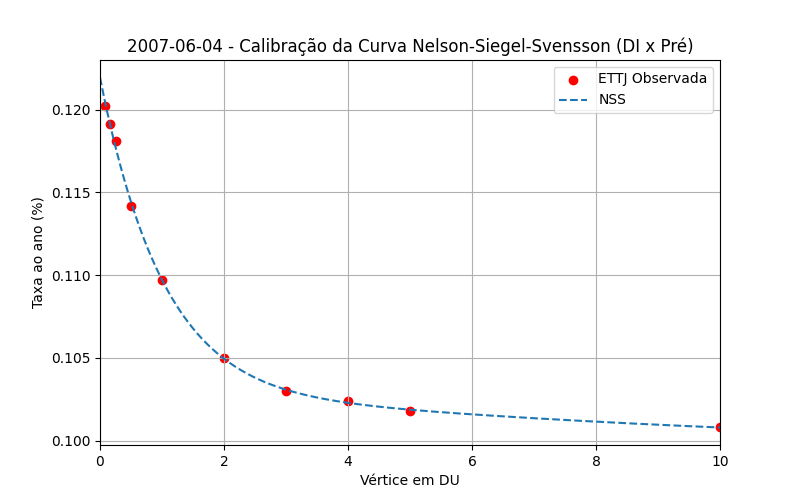 2007-06-04 - Calibração da Curva Nelson-Siegel-Svensson (DI x Pré)
ETTJ Observada
NSS
Taxa ao ano (%)
0.120
0.115
0.110
0.105
0.100
0 2 4 6 8 10
Vértice em DU